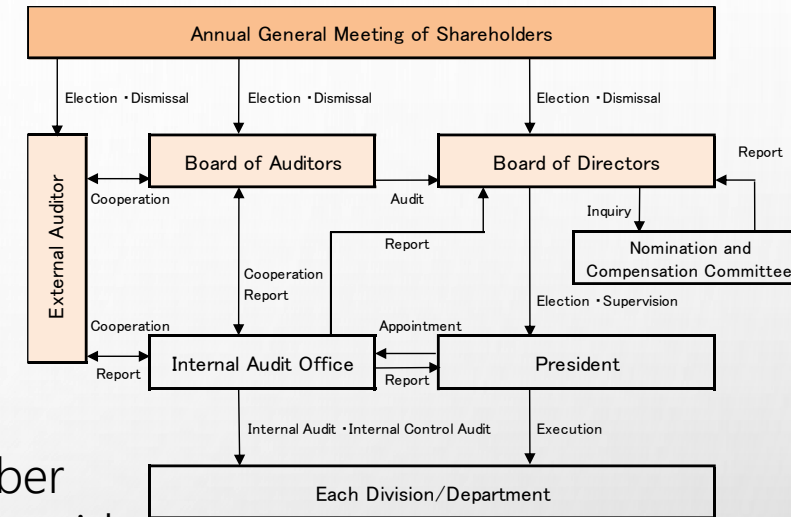 Annual General Meeting of Shareholders
Election ・Dismissal
Election ・Dismissal
Election ・Dismissal
Board of Auditors
Board of Directors
Report
External Auditor
Cooperation
Audit
Inquiry
Report
Nomination and
Compensation Committee
Cooperation
Report
Election ・Supervision
Cooperation
Appointment
Internal Audit Office
President
Report
Report
Internal Audit ・Internal Control Audit
Execution
ber
Each Division/Department